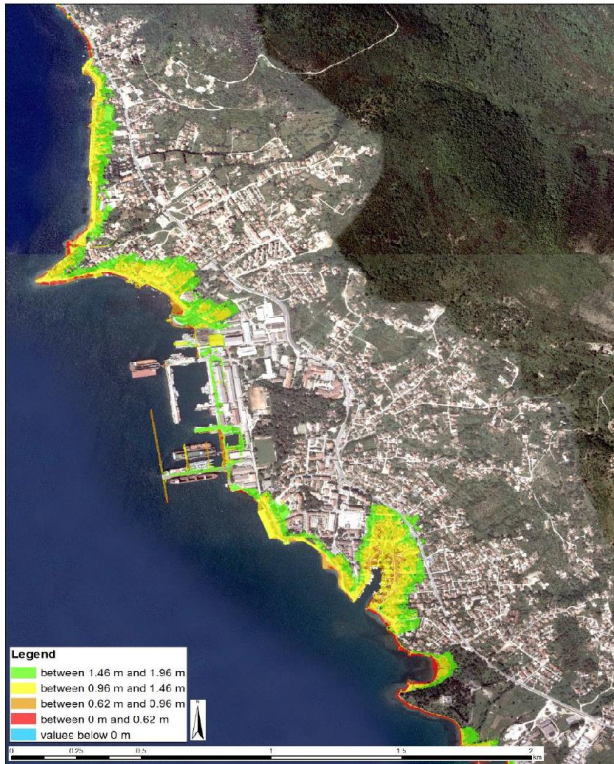 Legend
between 1.46 m and 1.96 m
between 0.96 m and 1.46 m
between 0.62 m and 0.96 m
between 0 m and 0.62 m
values below 0 m
0 0.25 0.5 1 1.5 2
km